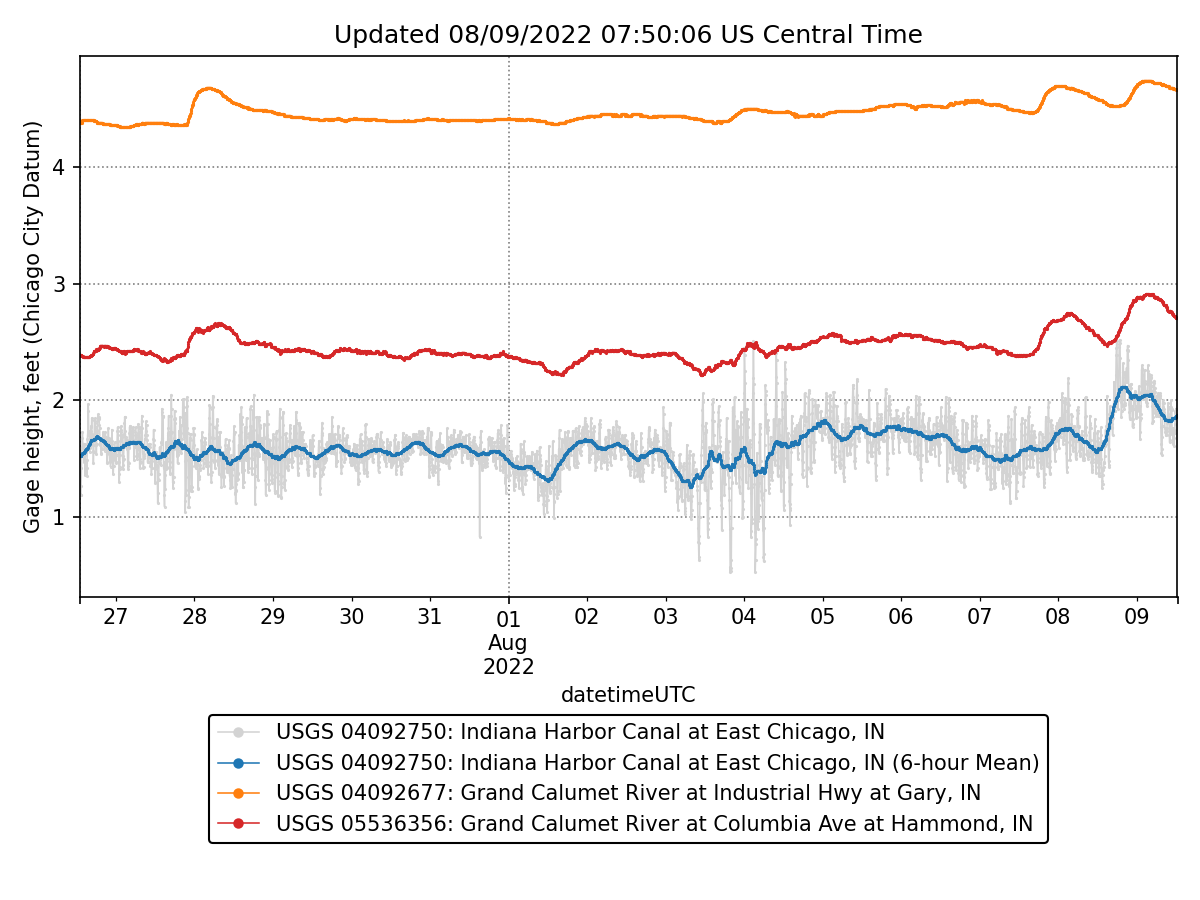 Updated 08/09/2022 07:50:06 US Central Time
Gage height, feet (Chicago City Datum)
4
3
2
1
27 28 29 30 31 01 02 03 04 05 06 07 08 09
Aug
2022
datetimeUTC
USGS 04092750: Indiana Harbor Canal at East Chicago, IN
USGS 04092750: Indiana Harbor Canal at East Chicago, IN (6-hour Mean)
USGS 04092677: Grand Calumet River at Industrial Hwy at Gary, IN
USGS 05536356: Grand Calumet River at Columbia Ave at Hammond, IN